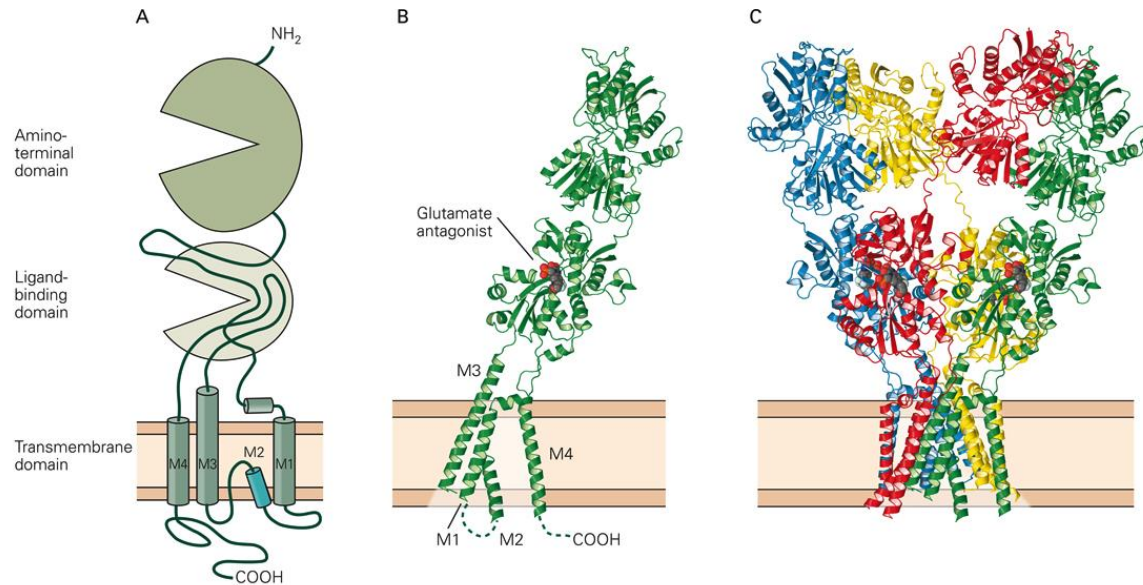 A
NH2
Amino-
terminal
domain
Ligand-
binding
domain
Transmembrane
domain
M4
M3
M2
M1
COOH
B
Glutamate
antagonist
M3
M4
M1
M2
COOH
C